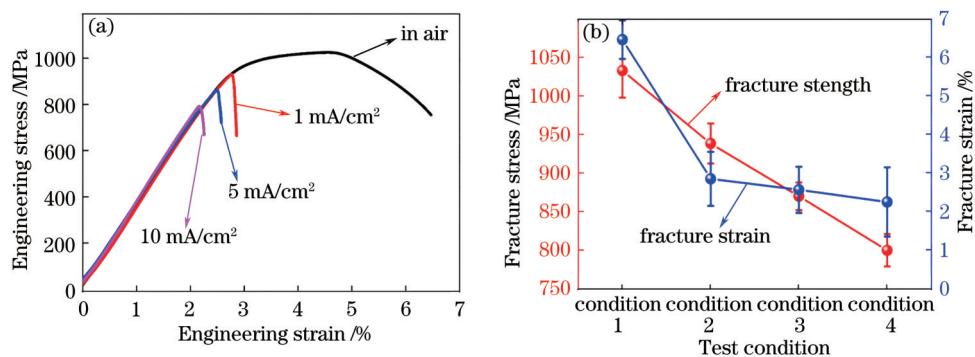 (a)
in air
1 mA/cm²
5 mA/cm²
10 mA/cm²
Engineering stress /MPa
1000
800
600
400
200
0
0 1 2 3 4 5 6 7
Engineering strain /%
(b)
fracture stength
fracture strain
Fracture stress /MPa
1050
1000
950
900
850
800
750
7
6
5
4
3
2
1
0
Fracture strain /%
condition condition condition condition
1 2 3 4
Test condition